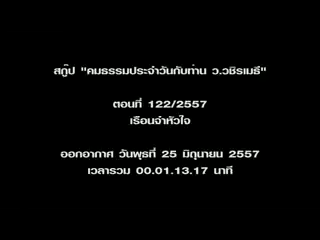 สกู๊ป "คมธรรมประจำวันกับท่าน ว.วชิรเมธี"
ตอนที่ 122/2557
เรือนจำหัวใจ
ออกอากาศ วันพุธที่ 25 มิถุนายน 2557
เวลารวม 00.01.13.17 นาที